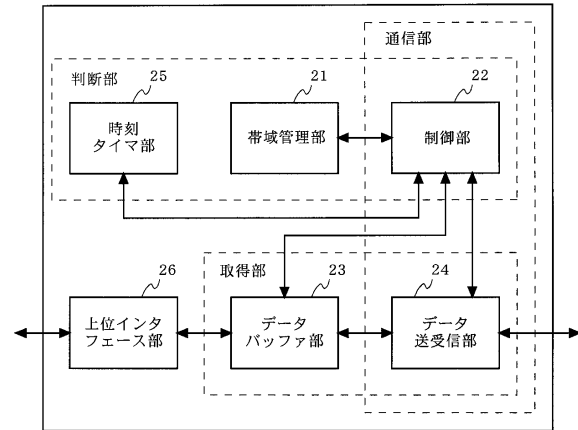 通信部
判断部
25
21
22
時刻
タイマ部
帯域管理部
制御部
取得部
26
23
24
上位インタ
フェース部
データ
バッファ部
データ
送受信部